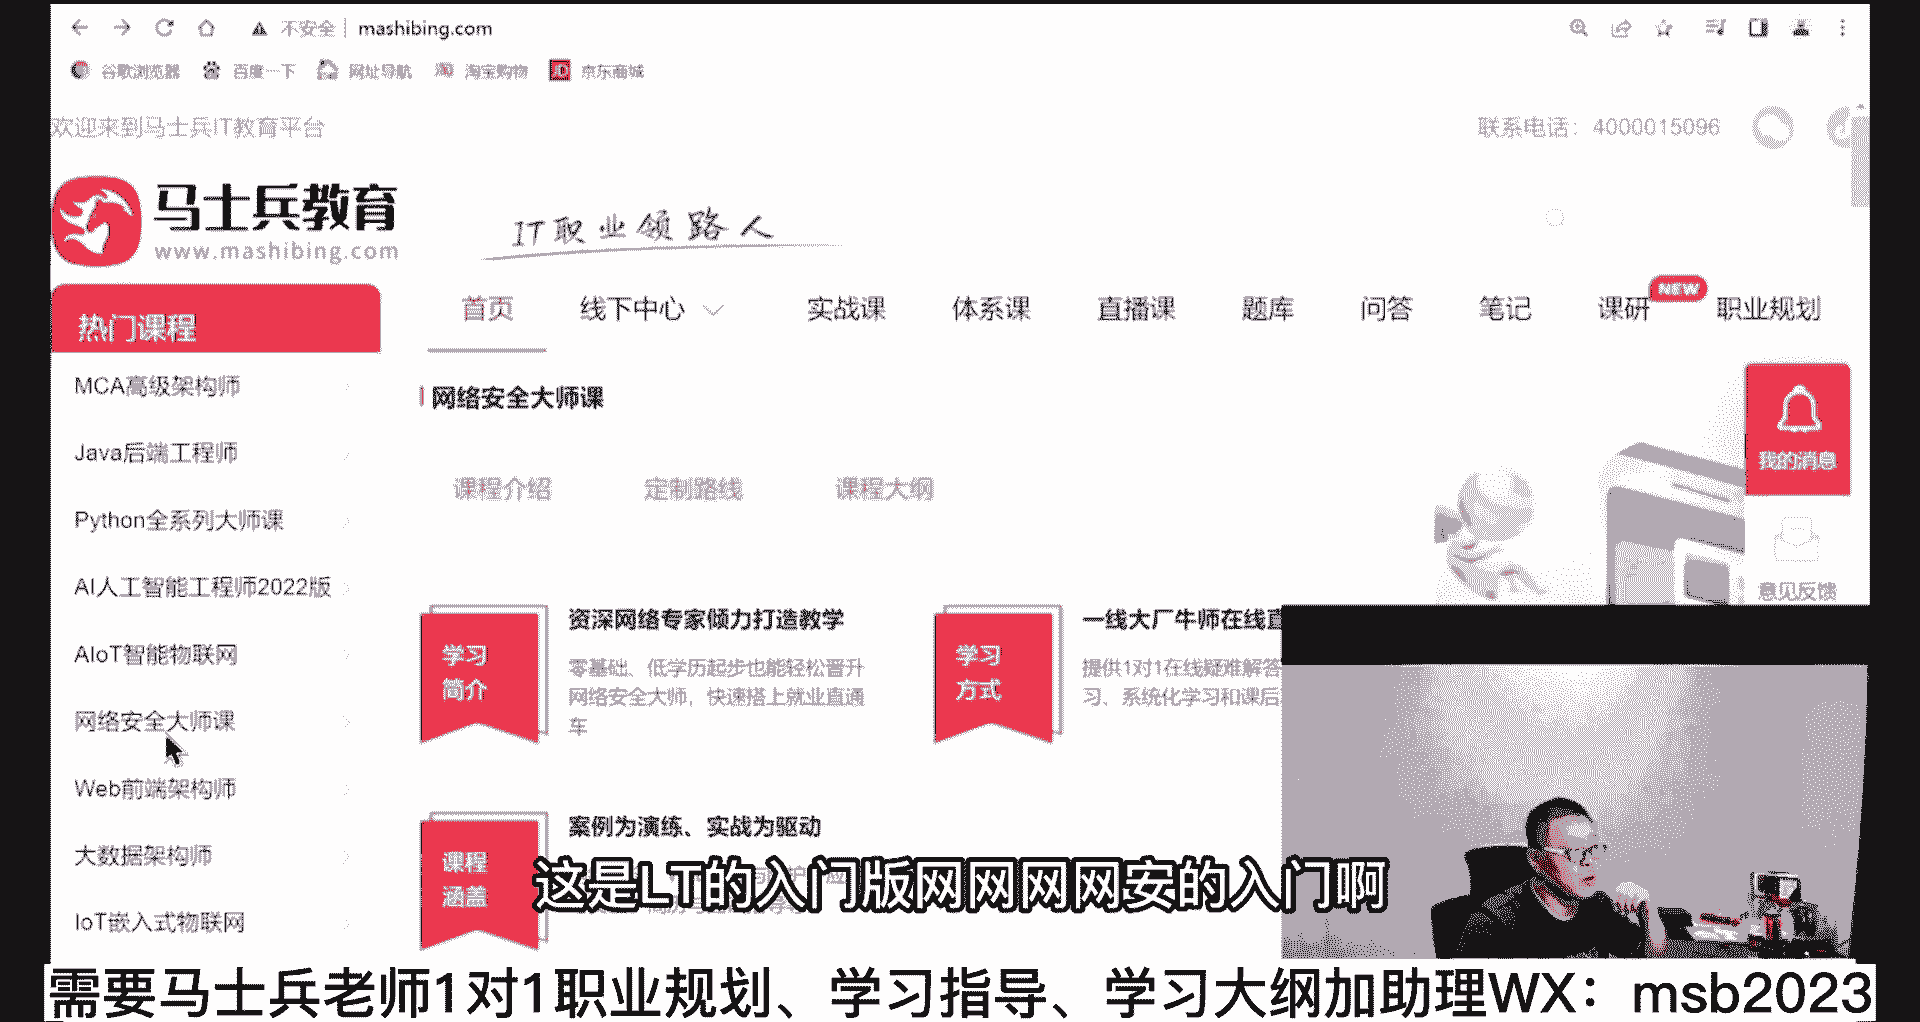 不安全 mashibing.com
谷歌浏览器 百度一下 网址导航 淘宝购物 京东商城
欢迎来到马士兵IT教育平台
联系电话：4000015096
马士兵教育
www.mashibing.com
IT职业领路人
热门课程
首页 线下中心 实战课 体系课 直播课 题库 问答 笔记 课研 NEW 职业规划
MCA高级架构师
Java后端工程师
Python全系列大师课
AI人工智能工程师2022版
AIoT智能物联网
网络安全大师课
Web前端架构师
大数据架构师
IoT嵌入式物联网
网络安全大师课
课程介绍 定制路线 课程大纲
我的消息
意见反馈
学习
简介
资深网络专家倾力打造教学
零基础、低学历起步也能轻松晋升
网络安全大师，快速搭上就业直通
车
学习
方式
一线大厂牛师在线直
提供1对1在线疑难解答
习、系统化学习和课后
课程
涵盖
案例为演练、实战为驱动
这是LT的入门版网网网网安的入门啊
需要马士兵老师1对1职业规划、学习指导、学习大纲加助理WX：msb2023